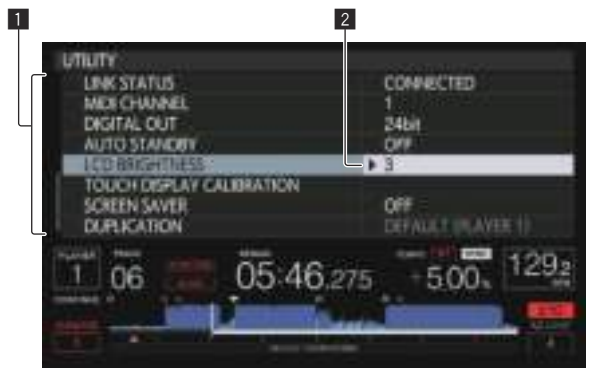 1 2
UTILITY
LINK STATUS CONNECTED
MIDI CHANNEL 1
DIGITAL OUT 24bit
AUTO STANDBY OFF
LCD BRIGHTNESS 3
TOUCH DISPLAY CALIBRATION
SCREEN SAVER OFF
DUPLICATION DEFAULT (PLAYER 1)
PLAYER
1 06 05:46.275 +5.00% 129.2